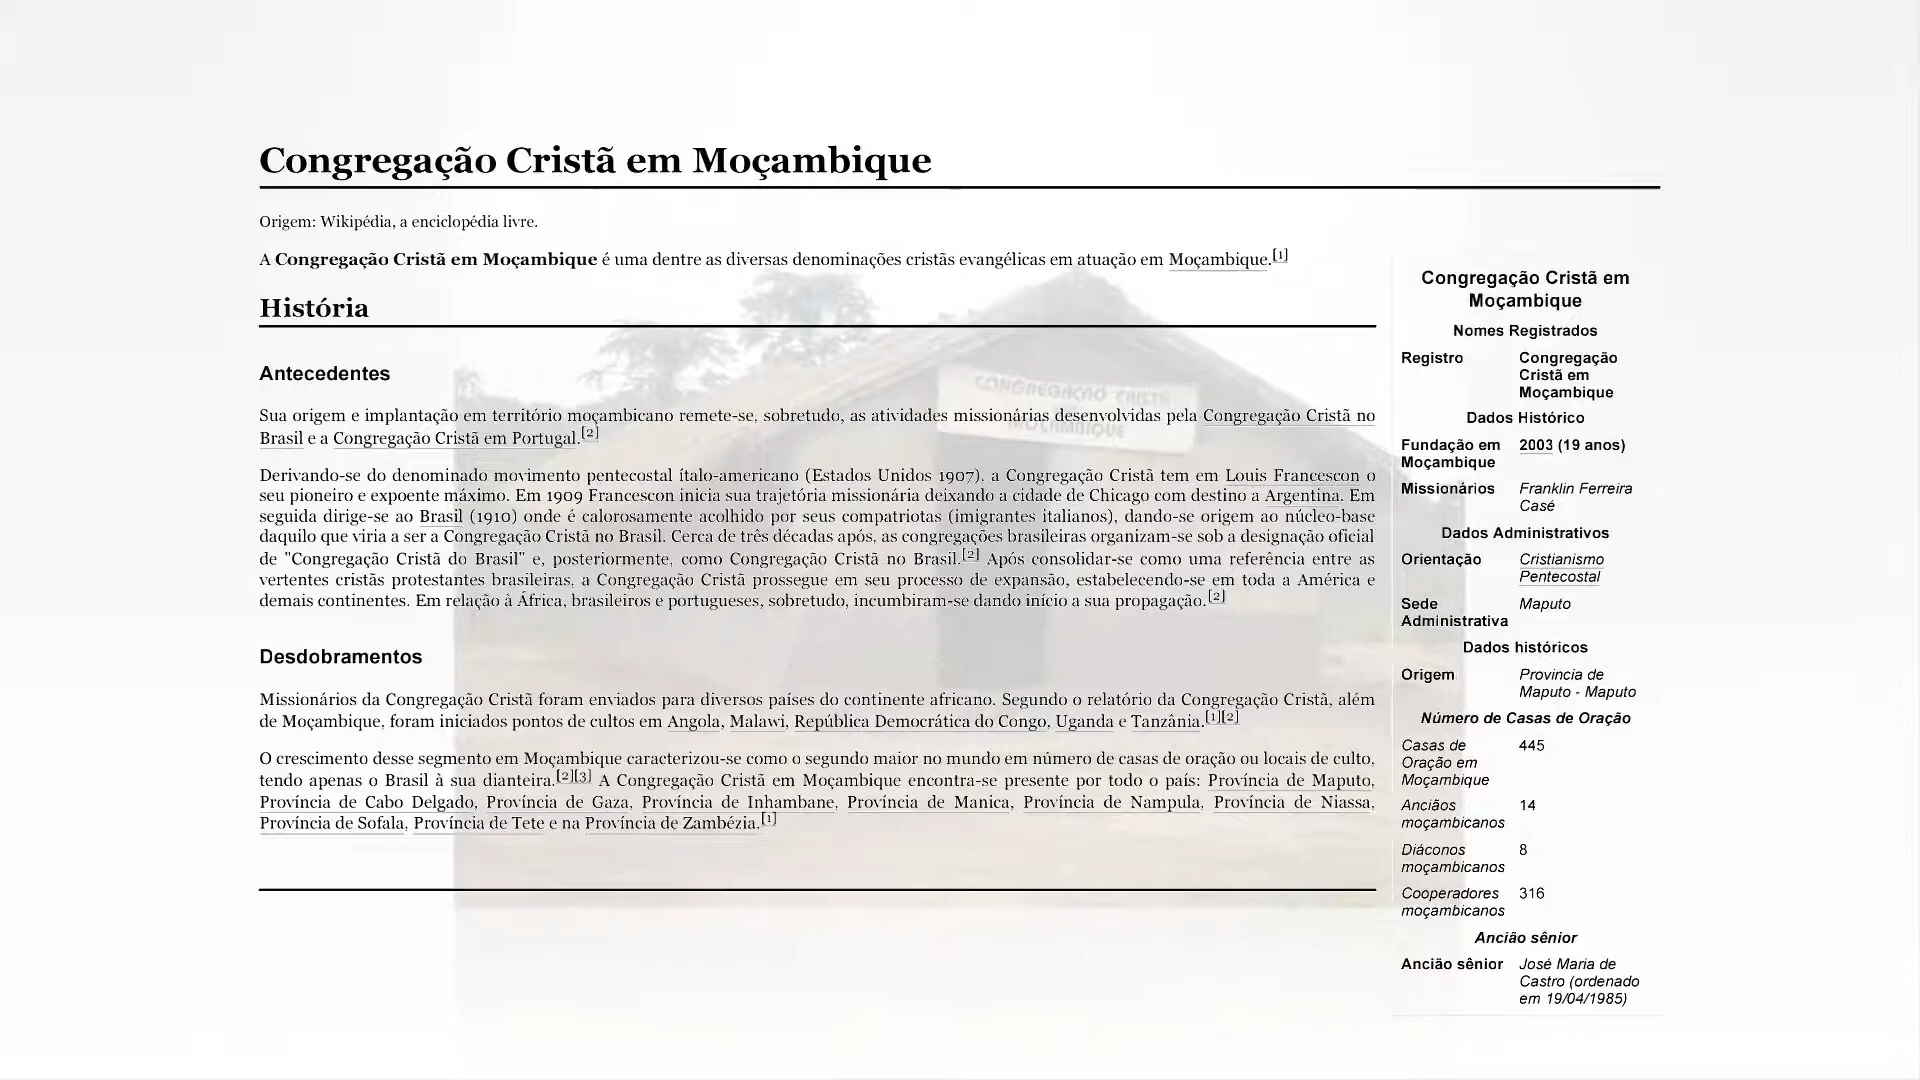 Congregação Cristã em Moçambique
Origem: Wikipédia, a enciclopédia livre.
A Congregação Cristã em Moçambique é uma dentre as diversas denominações cristãs evangélicas em atuação em Moçambique.[1]
História
Antecedentes
Sua origem e implantação em território moçambicano remete-se, sobretudo, as atividades missionárias desenvolvidas pela Congregação Cristã no
Brasil e a Congregação Cristã em Portugal.[2]
Derivando-se do denominado movimento pentecostal ítalo-americano (Estados Unidos 1907), a Congregação Cristã tem em Louis Francescon o
seu pioneiro e expoente máximo. Em 1909 Francescon inicia sua trajetória missionária deixando a cidade de Chicago com destino a Argentina. Em
seguida dirige-se ao Brasil (1910) onde é calorosamente acolhido por seus compatriotas (imigrantes italianos), dando-se origem ao núcleo-base
daquilo que viria a ser a Congregação Cristã no Brasil. Cerca de três décadas após, as congregações brasileiras organizam-se sob a designação oficial
de "Congregação Cristã do Brasil" e, posteriormente, como Congregação Cristã no Brasil.[2] Após consolidar-se como uma referência entre as
vertentes cristãs protestantes brasileiras, a Congregação Cristã prossegue em seu processo de expansão, estabelecendo-se em toda a América e
demais continentes. Em relação à África, brasileiros e portugueses, sobretudo, incumbiram-se dando início a sua propagação.[2]
Desdobramentos
Missionários da Congregação Cristã foram enviados para diversos países do continente africano. Segundo o relatório da Congregação Cristã, além
de Moçambique, foram iniciados pontos de cultos em Angola, Malawi, República Democrática do Congo, Uganda e Tanzânia.[1][2]
O crescimento desse segmento em Moçambique caracterizou-se como o segundo maior no mundo em número de casas de oração ou locais de culto,
tendo apenas o Brasil à sua dianteira.[2][3] A Congregação Cristã em Moçambique encontra-se presente por todo o país: Província de Maputo,
Província de Cabo Delgado, Província de Gaza, Província de Inhambane, Província de Manica, Província de Nampula, Província de Niassa,
Província de Sofala, Província de Tete e na Província de Zambézia.[1]
Congregação Cristã em
Moçambique
Nomes Registrados
Registro Congregação
Cristã em
Moçambique
Dados Histórico
Fundação em 2003 (19 anos)
Moçambique
Missionários Franklin Ferreira
Casé
Dados Administrativos
Orientação Cristianismo
Pentecostal
Sede Maputo
Administrativa
Dados históricos
Origem Provincia de
Maputo - Maputo
Número de Casas de Oração
Casas de 445
Oração em
Moçambique
Anciãos 14
moçambicanos
Diáconos 8
moçambicanos
Cooperadores 316
moçambicanos
Ancião sênior
Ancião sênior José Maria de
Castro (ordenado
em 19/04/1985)
CONGREGAÇÃO CRISTÃ
MOCAMBIQUE